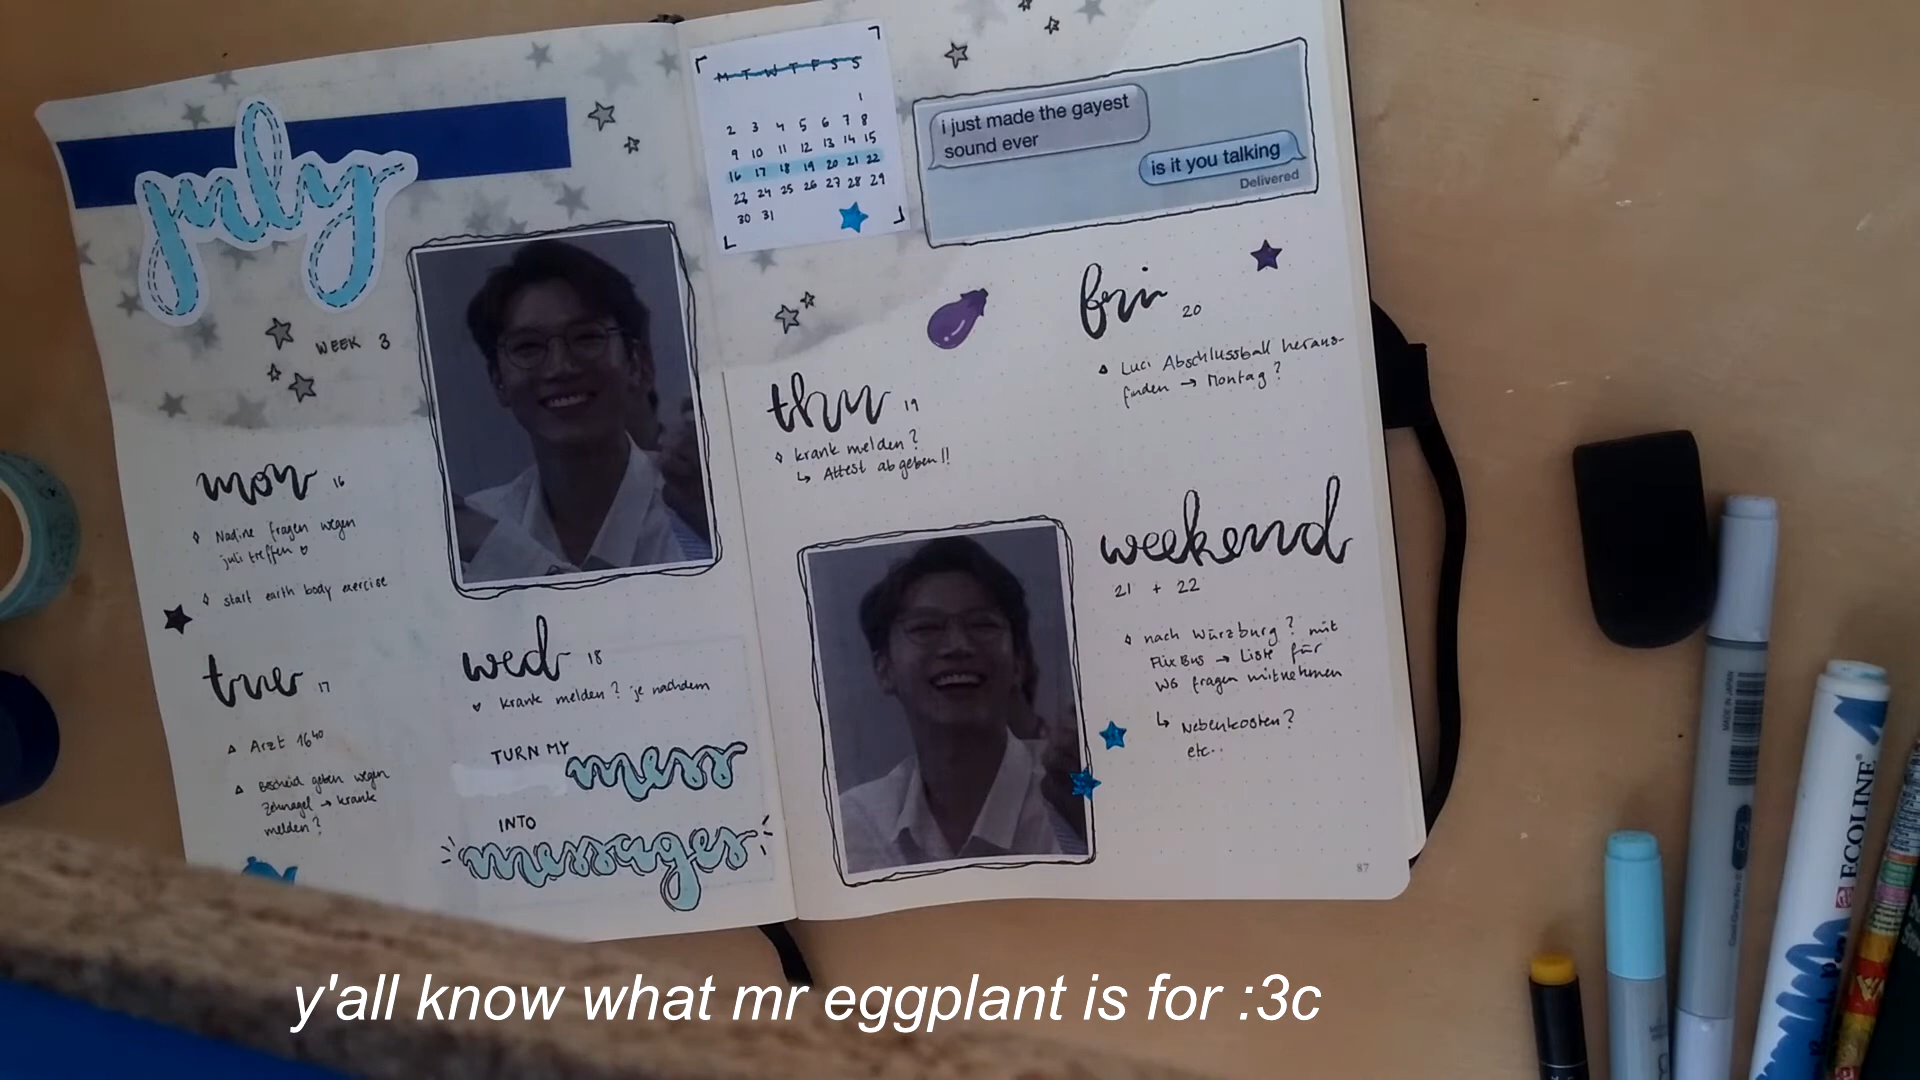 july
WEEK 3
mon 16
Nadine fragen wegen
juli treffen
start earth body exercise
tue 17
Arzt 16⁴⁰
Bescheid geben wegen
Zehnagel → krank
melden?
wed 18
krank melden? je nachdem
TURN MY mess
INTO
messages
M T W T F S S
1
2 3 4 5 6 7 8
9 10 11 12 13 14 15
16 17 18 19 20 21 22
23 24 25 26 27 28 29
30 31
i just made the gayest
sound ever
is it you talking
Delivered
thu 19
krank melden?
↳ Attest abgeben!!
fri 20
Luci Abschlussball heraus-
finden → Montag?
weekend
21 + 22
nach Würzburg? mit
Flix Bus → Liste für
WG fragen mitnehmen
↳ Nebenkosten?
etc..
87
MADE IN JAPAN
ECOLINE
y'all know what mr eggplant is for :3c